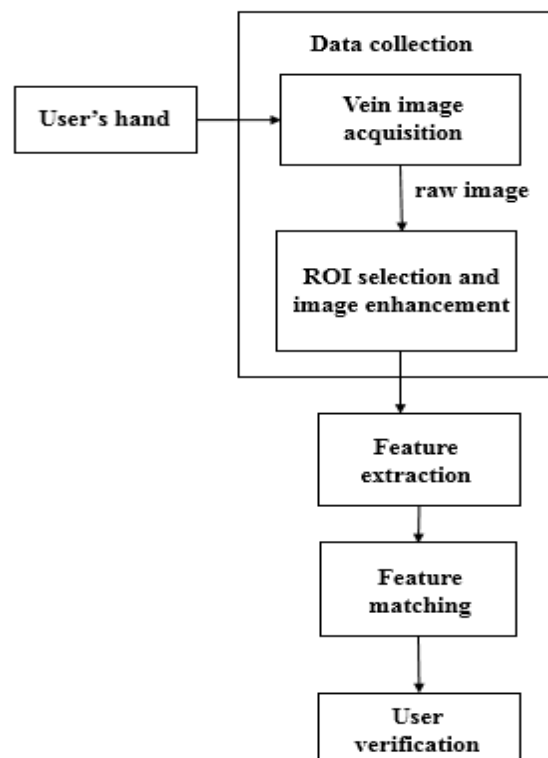 Data collection
User's hand
Vein image
acquisition
raw image
ROI selection and
image enhancement
Feature
extraction
Feature
matching
User
verification